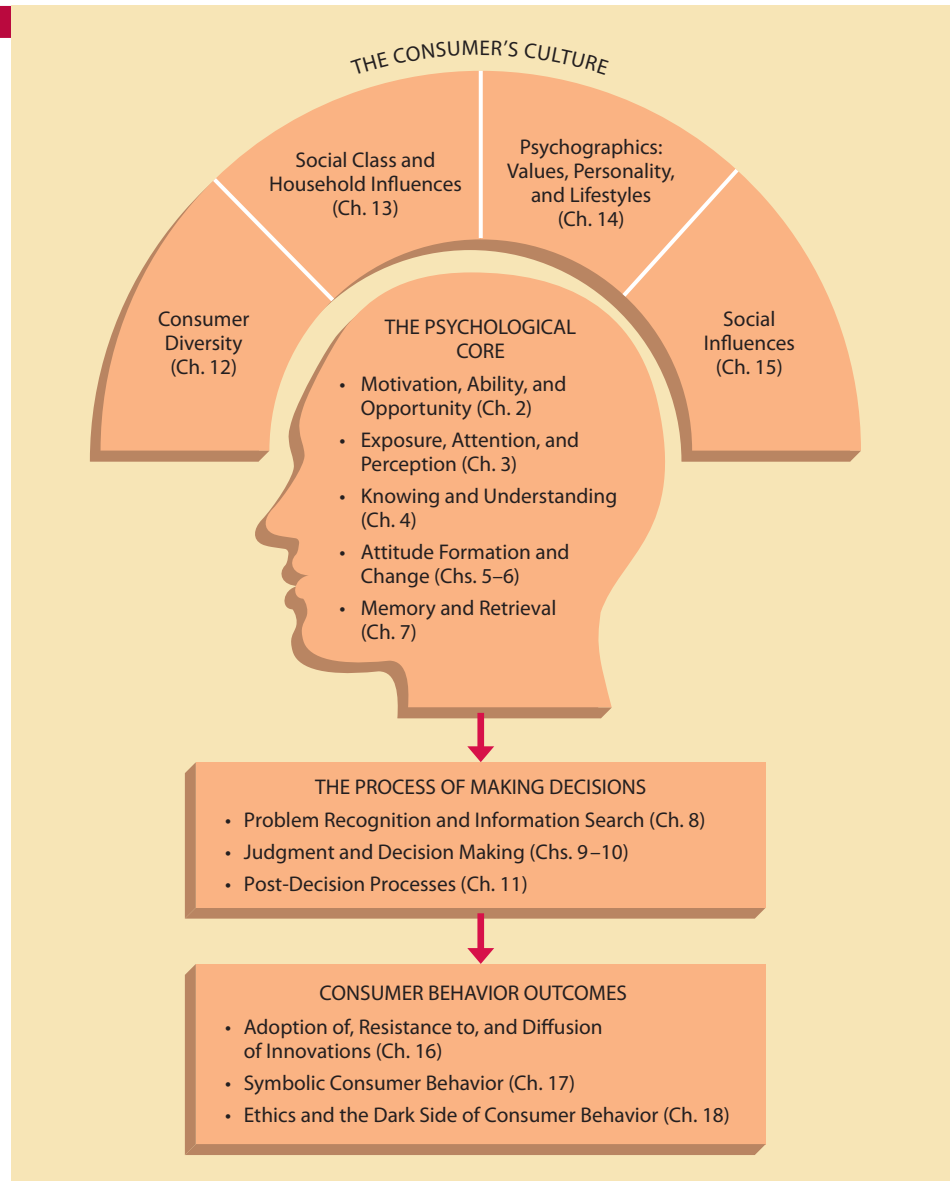 THE CONSUMER'S CULTURE
Social Class and
Household Influences
(Ch. 13)
Psychographics:
Values, Personality,
and Lifestyles
(Ch. 14)
Consumer
Diversity
(Ch. 12)
Social
Influences
(Ch. 15)
THE PSYCHOLOGICAL
CORE
• Motivation, Ability, and
Opportunity (Ch. 2)
• Exposure, Attention, and
Perception (Ch. 3)
• Knowing and Understanding
(Ch. 4)
• Attitude Formation and
Change (Chs. 5–6)
• Memory and Retrieval
(Ch. 7)
THE PROCESS OF MAKING DECISIONS
• Problem Recognition and Information Search (Ch. 8)
• Judgment and Decision Making (Chs. 9–10)
• Post-Decision Processes (Ch. 11)
CONSUMER BEHAVIOR OUTCOMES
• Adoption of, Resistance to, and Diffusion
of Innovations (Ch. 16)
• Symbolic Consumer Behavior (Ch. 17)
• Ethics and the Dark Side of Consumer Behavior (Ch. 18)